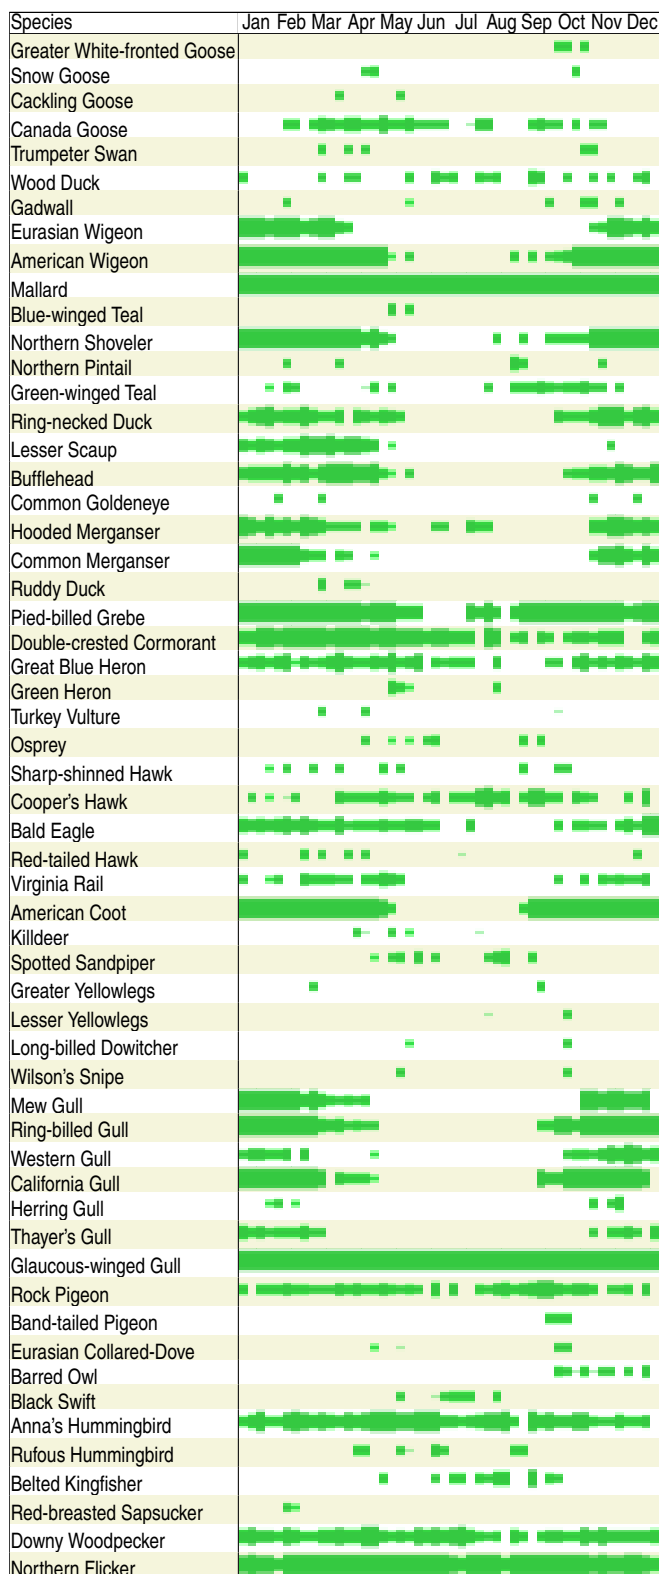 Species Jan Feb Mar Apr May Jun Jul Aug Sep Oct Nov Dec
Greater White-fronted Goose
Snow Goose
Cackling Goose
Canada Goose
Trumpeter Swan
Wood Duck
Gadwall
Eurasian Wigeon
American Wigeon
Mallard
Blue-winged Teal
Northern Shoveler
Northern Pintail
Green-winged Teal
Ring-necked Duck
Lesser Scaup
Bufflehead
Common Goldeneye
Hooded Merganser
Common Merganser
Ruddy Duck
Pied-billed Grebe
Double-crested Cormorant
Great Blue Heron
Green Heron
Turkey Vulture
Osprey
Sharp-shinned Hawk
Cooper's Hawk
Bald Eagle
Red-tailed Hawk
Virginia Rail
American Coot
Killdeer
Spotted Sandpiper
Greater Yellowlegs
Lesser Yellowlegs
Long-billed Dowitcher
Wilson's Snipe
Mew Gull
Ring-billed Gull
Western Gull
California Gull
Herring Gull
Thayer's Gull
Glaucous-winged Gull
Rock Pigeon
Band-tailed Pigeon
Eurasian Collared-Dove
Barred Owl
Black Swift
Anna's Hummingbird
Rufous Hummingbird
Belted Kingfisher
Red-breasted Sapsucker
Downy Woodpecker
Northern Flicker